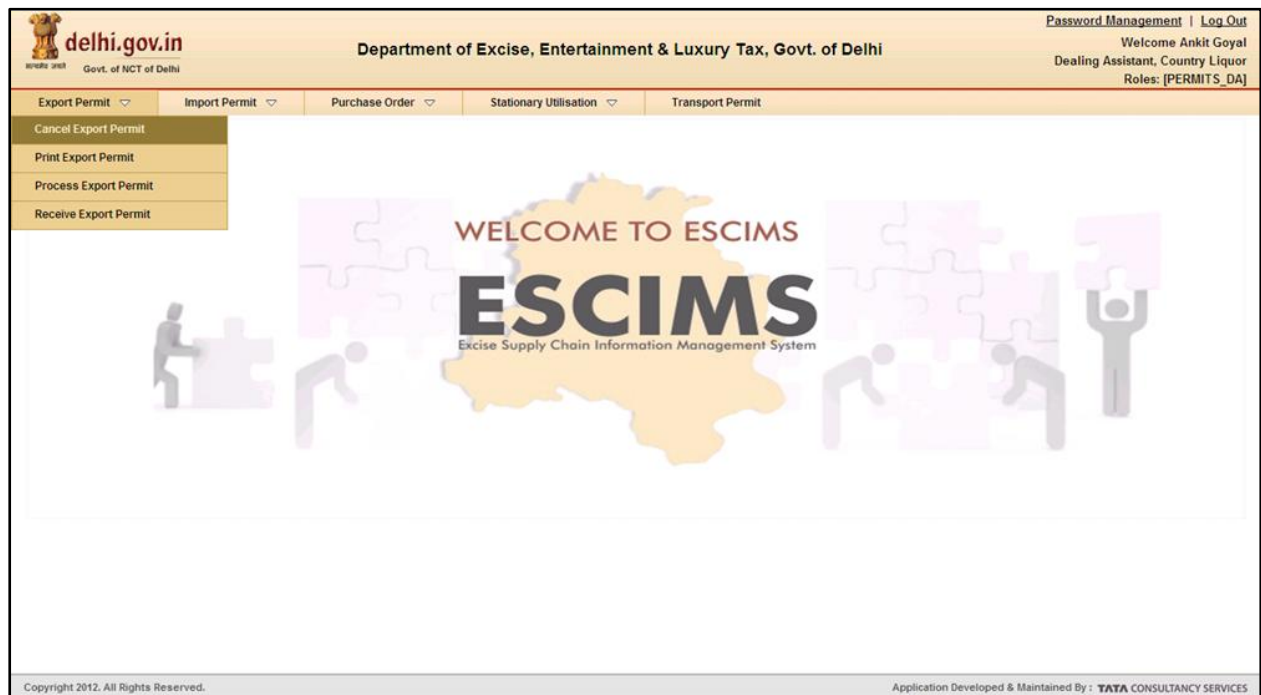 Password Management | Log Out
delhi.gov.in
Govt. of NCT of Delhi
Department of Excise, Entertainment & Luxury Tax, Govt. of Delhi
Welcome Ankit Goyal
Dealing Assistant, Country Liquor
Roles: [PERMITS_DA]
सत्यमेव जयते
Export Permit Import Permit Purchase Order Stationary Utilisation Transport Permit
Cancel Export Permit
Print Export Permit
Process Export Permit
Receive Export Permit
WELCOME TO ESCIMS
ESCIMS
Excise Supply Chain Information Management System
Copyright 2012. All Rights Reserved.
Application Developed & Maintained By : TATA CONSULTANCY SERVICES